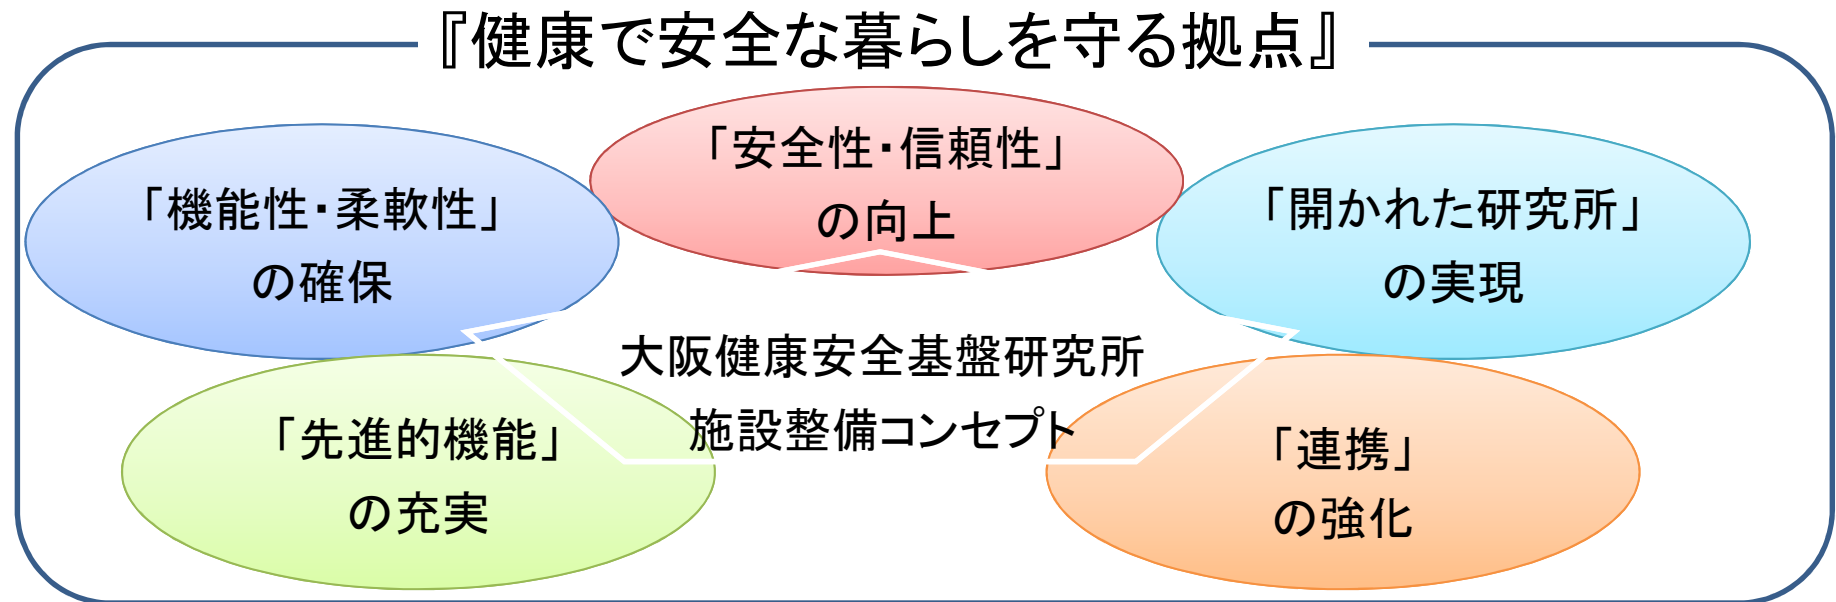 『健康で安全な暮らしを守る拠点』
「安全性・信頼性」
の向上
「機能性・柔軟性」
の確保
「開かれた研究所」
の実現
大阪健康安全基盤研究所
施設整備コンセプト
「先進的機能」
の充実
「連携」
の強化